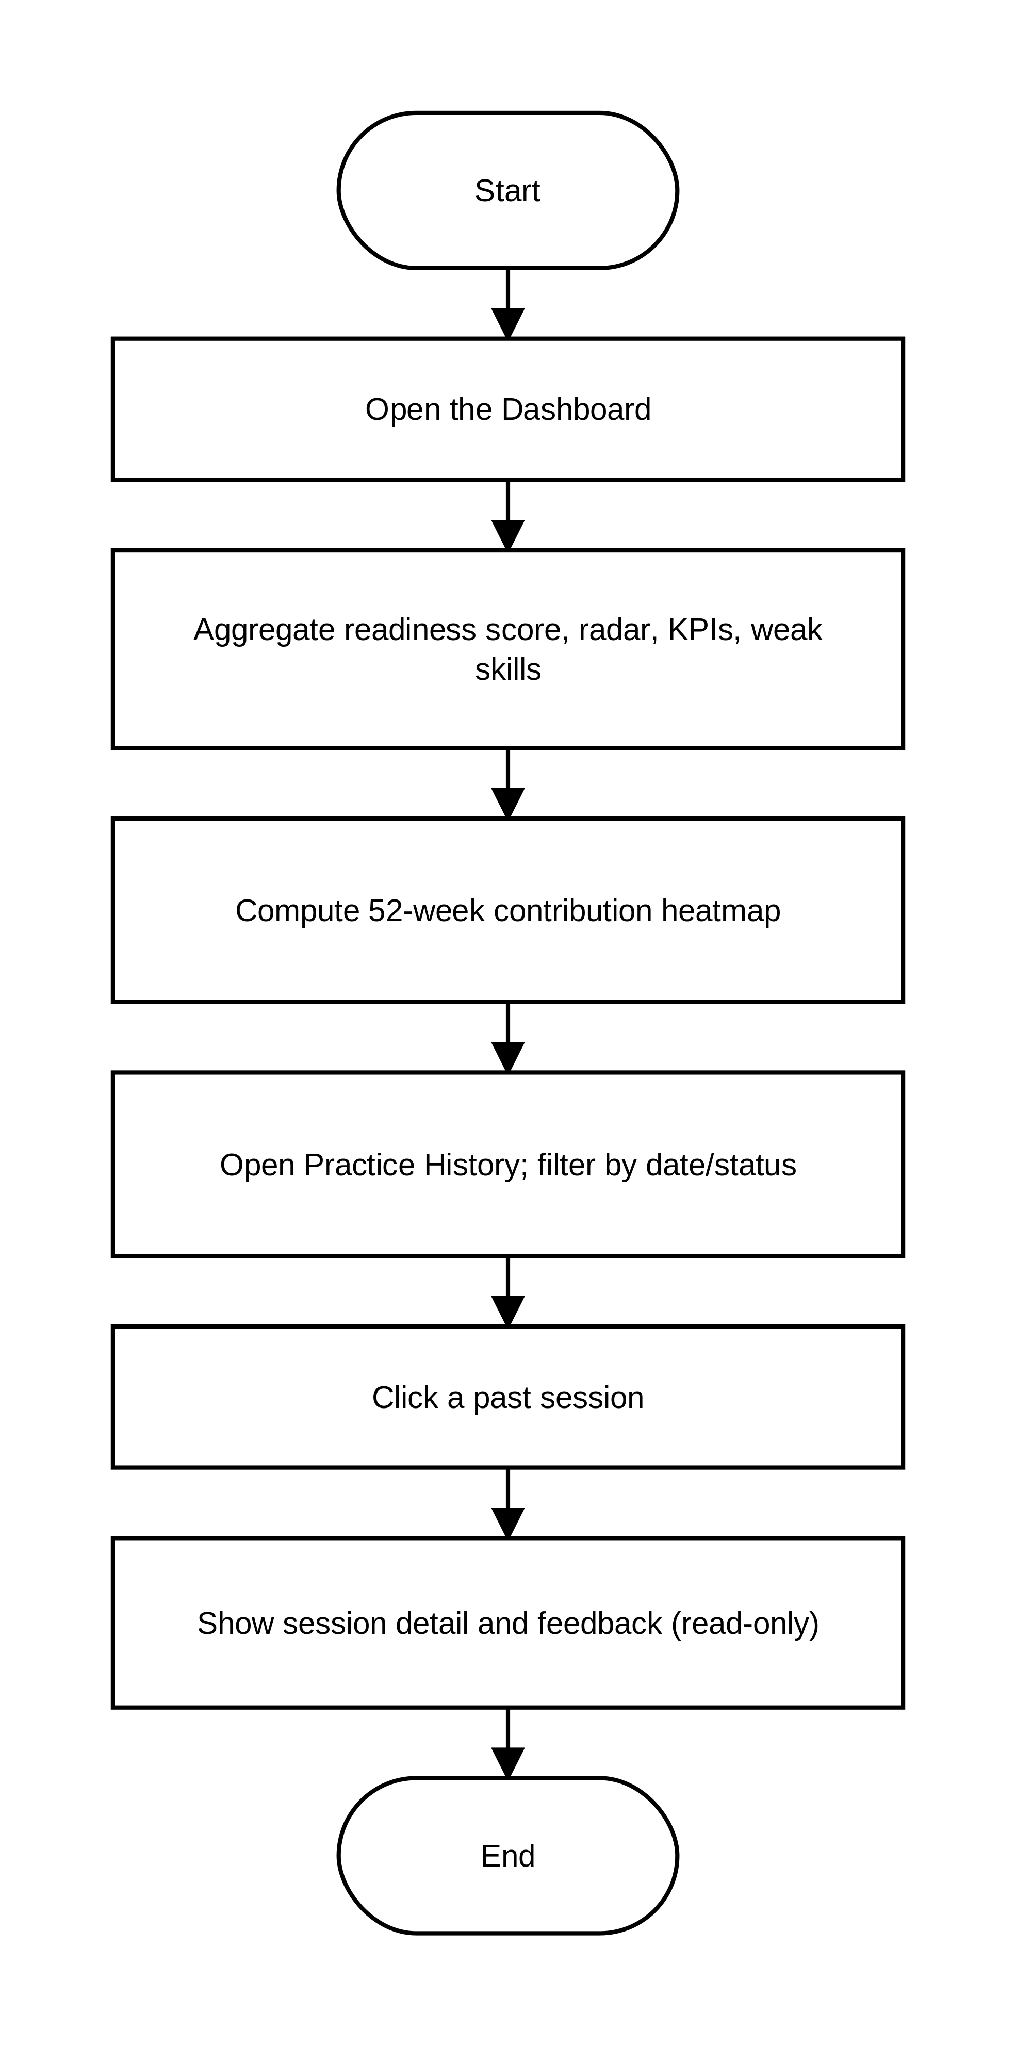 Start
Open the Dashboard
Aggregate readiness score, radar, KPIs, weak
skills
Compute 52-week contribution heatmap
Open Practice History; filter by date/status
Click a past session
Show session detail and feedback (read-only)
End